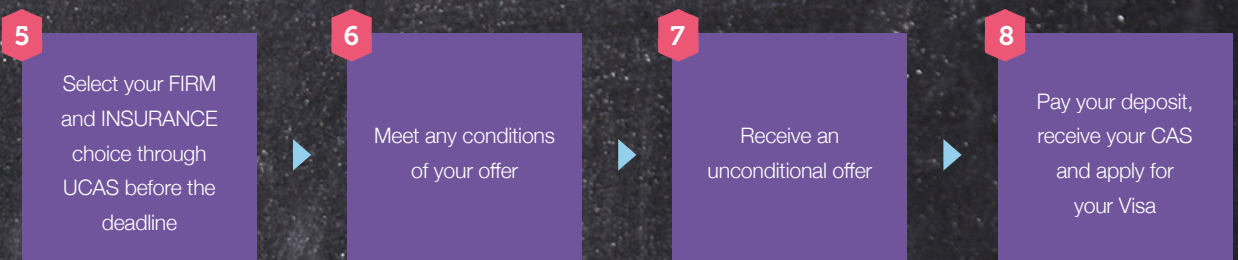 5
Select your FIRM
and INSURANCE
choice through
UCAS before the
deadline
6
Meet any conditions
of your offer
7
Receive an
unconditional offer
8
Pay your deposit,
receive your CAS
and apply for
your Visa